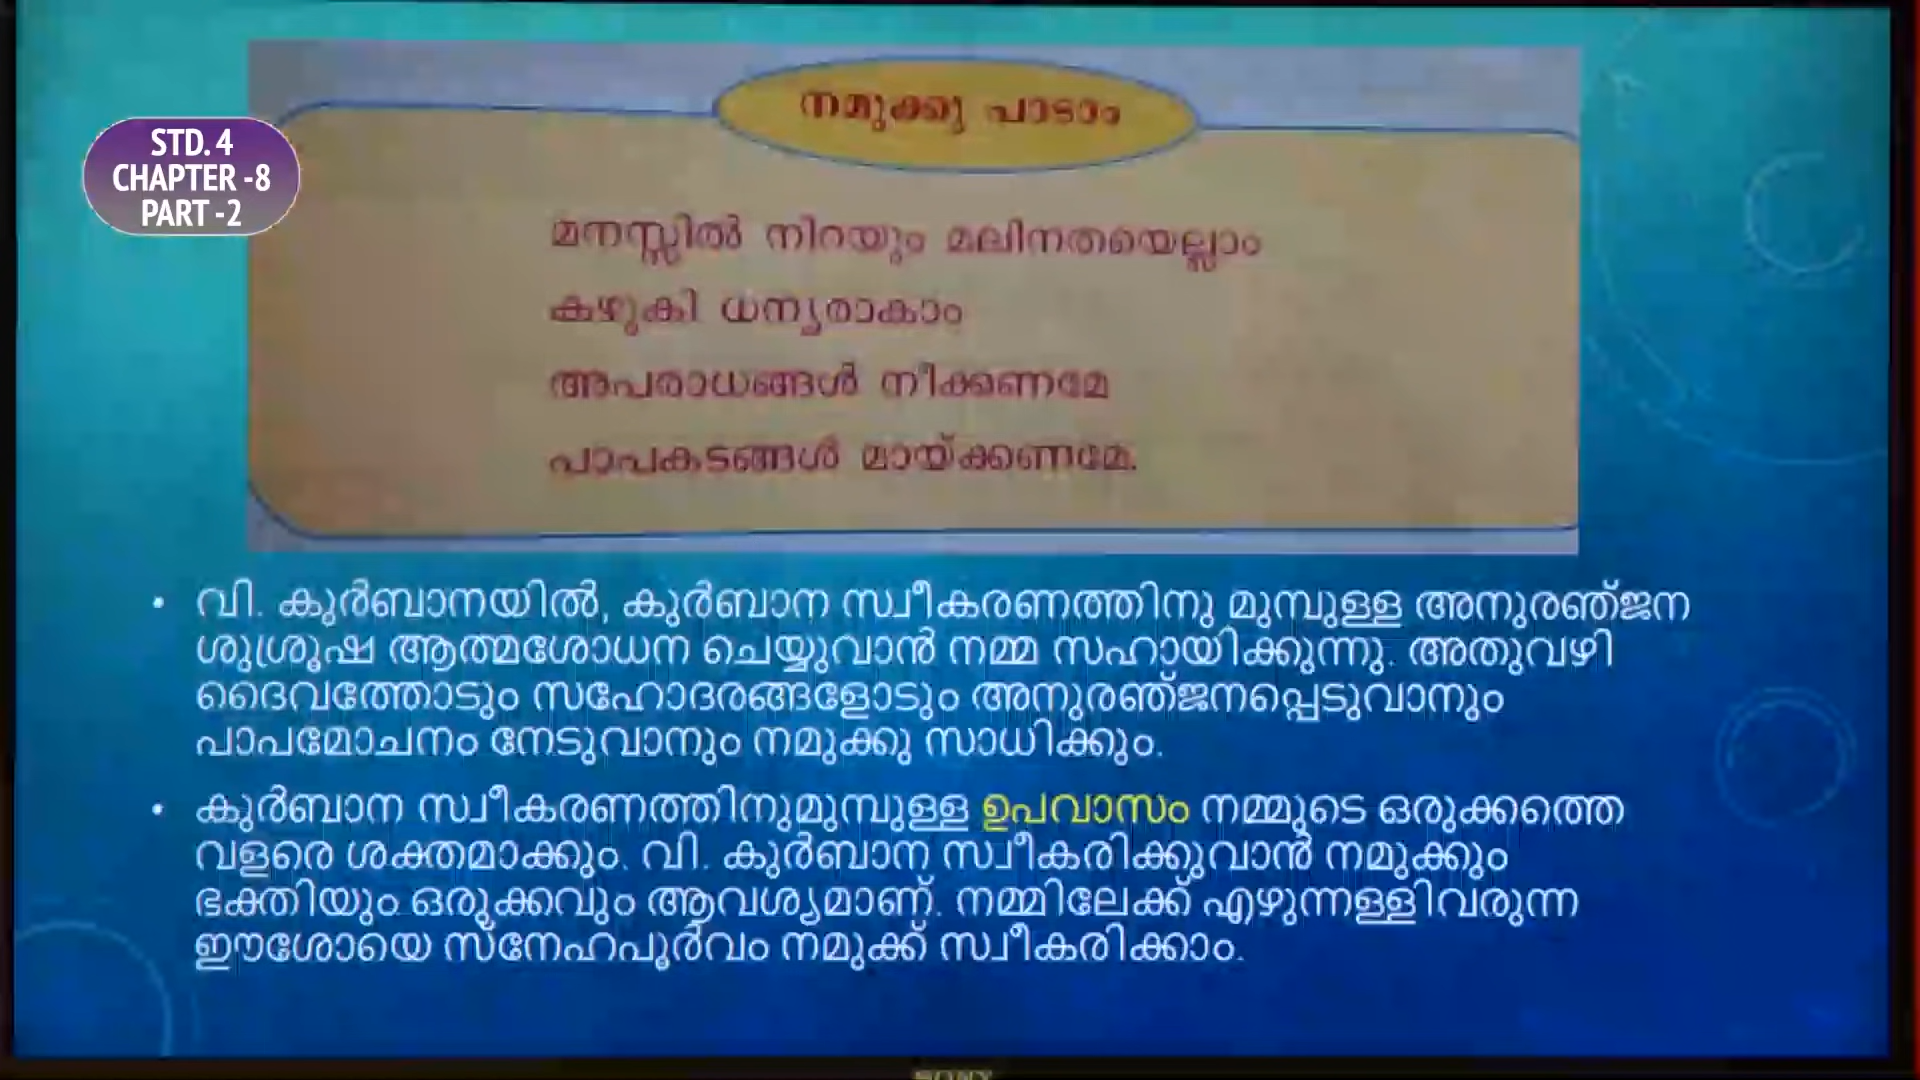 നമുക്കു പാടാം
STD. 4
CHAPTER -8
PART -2
മനസ്സിൽ നിറയും മലിനതയെല്ലാം
കഴുകി ധന്യരാകാം
അപരാധങ്ങൾ നീക്കണമേ
പാപകടങ്ങൾ മായ്ക്കണമേ.
• വി. കുർബാനയിൽ, കുർബാന സ്വീകരണത്തിനു മുമ്പുള്ള അനുരഞ്ജന
ശുശ്രൂഷ ആത്മശോധന ചെയ്യുവാൻ നമ്മ സഹായിക്കുന്നു. അതുവഴി
ദൈവത്തോടും സഹോദരങ്ങളോടും അനുരഞ്ജനപ്പെടുവാനും
പാപമോചനം നേടുവാനും നമുക്കു സാധിക്കും.
• കുർബാന സ്വീകരണത്തിനുമുമ്പുള്ള ഉപവാസം നമ്മുടെ ഒരുക്കത്തെ
വളരെ ശക്തമാക്കും. വി. കുർബാന സ്വീകരിക്കുവാൻ നമുക്കും
ഭക്തിയും ഒരുക്കവും ആവശ്യമാണ്. നമ്മിലേക്ക് എഴുന്നള്ളിവരുന്ന
ഈശോയെ സ്നേഹപൂർവം നമുക്ക് സ്വീകരിക്കാം.